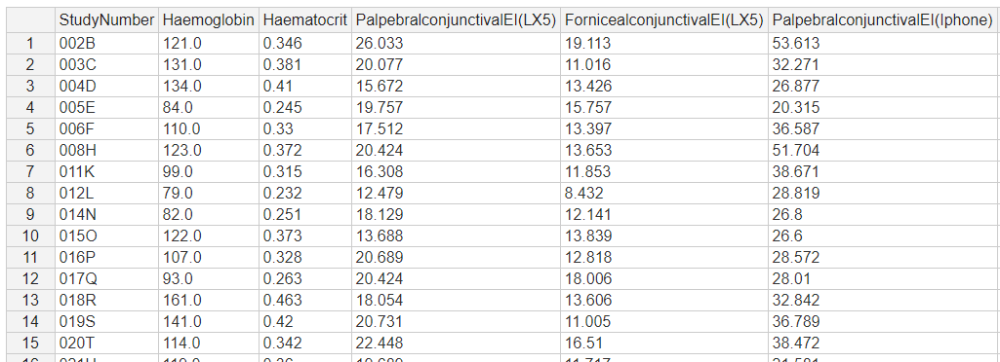 StudyNumber Haemoglobin Haematocrit PalpebralconjunctivalEI(LX5) FornicealconjunctivalEI(LX5) PalpebralconjunctivalEI(Iphone)
1 002B 121.0 0.346 26.033 19.113 53.613
2 003C 131.0 0.381 20.077 11.016 32.271
3 004D 134.0 0.41 15.672 13.426 26.877
4 005E 84.0 0.245 19.757 15.757 20.315
5 006F 110.0 0.33 17.512 13.397 36.587
6 008H 123.0 0.372 20.424 13.653 51.704
7 011K 99.0 0.315 16.308 11.853 38.671
8 012L 79.0 0.232 12.479 8.432 28.819
9 014N 82.0 0.251 18.129 12.141 26.8
10 015O 122.0 0.373 13.688 13.839 26.6
11 016P 107.0 0.328 20.689 12.818 28.572
12 017Q 93.0 0.263 20.424 18.006 28.01
13 018R 161.0 0.463 18.054 13.606 32.842
14 019S 141.0 0.42 20.731 11.005 36.789
15 020T 114.0 0.342 22.448 16.51 38.472